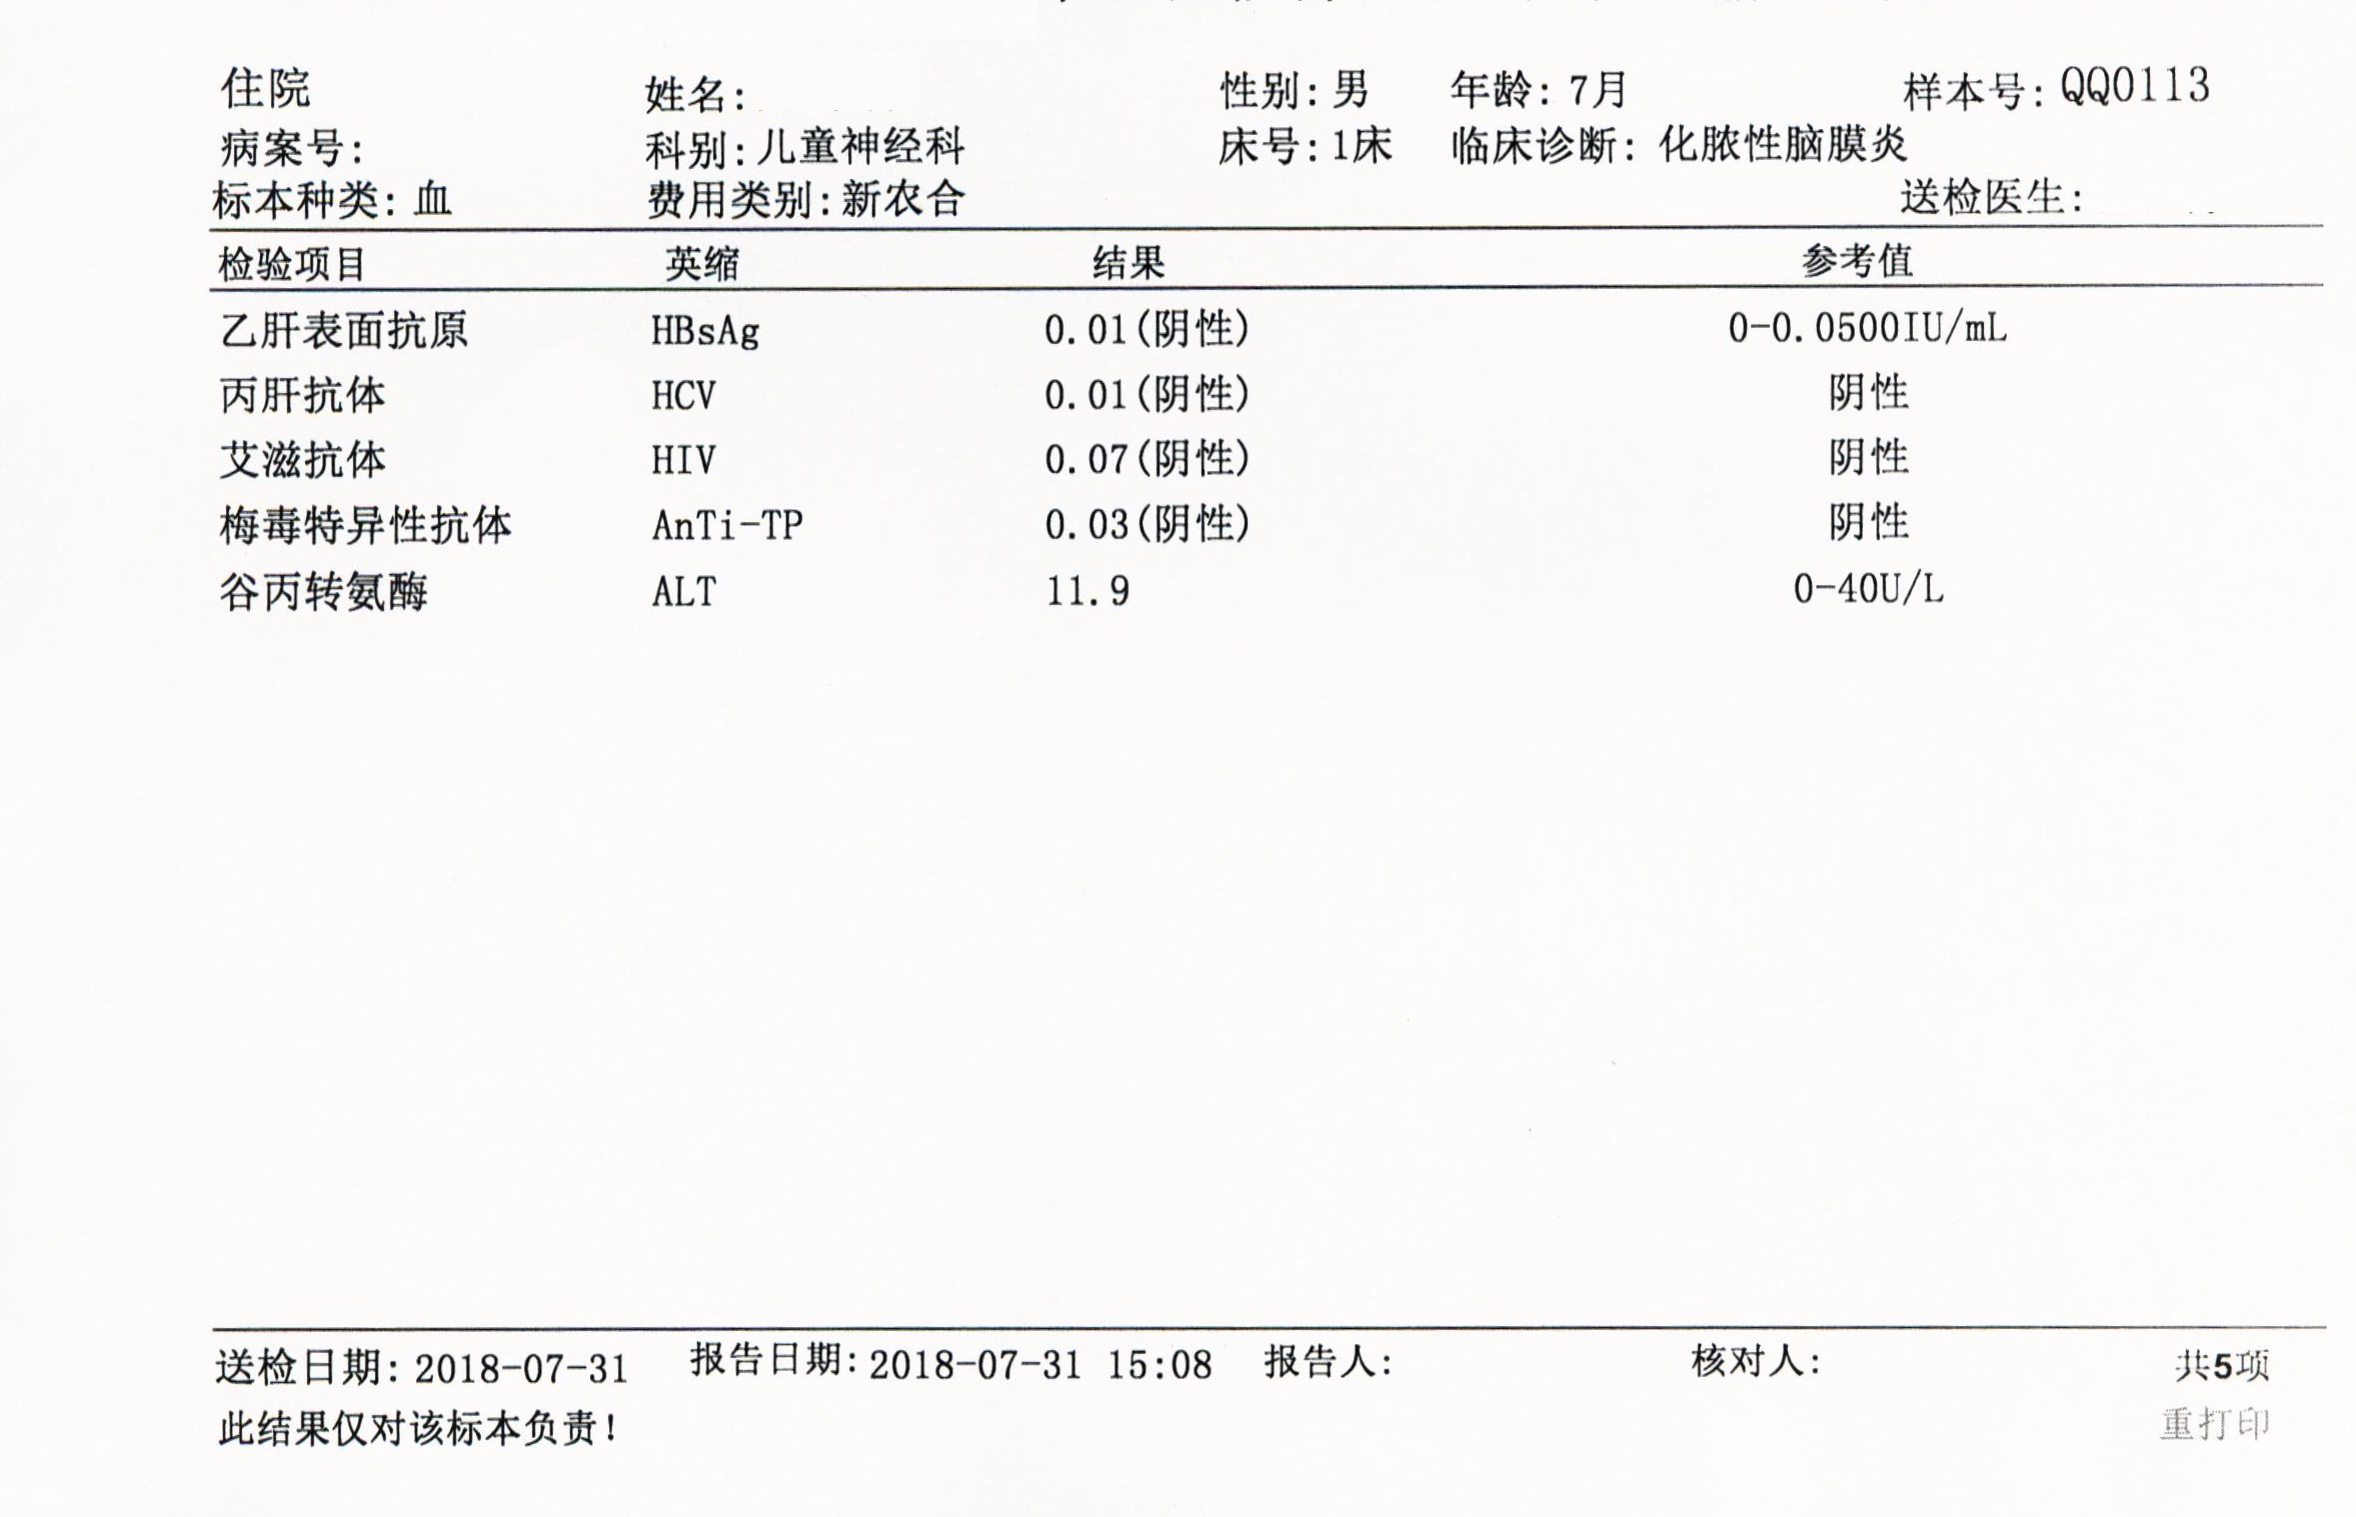 住院 姓名: 性别: 男 年龄: 7月 样本号: QQ0113
病案号: 科别: 儿童神经科 床号: 1床 临床诊断: 化脓性脑膜炎
标本种类: 血 费用类别: 新农合 送检医生:
检验项目 英缩 结果 参考值
乙肝表面抗原 HBsAg 0.01(阴性) 0-0.0500IU/mL
丙肝抗体 HCV 0.01(阴性) 阴性
艾滋抗体 HIV 0.07(阴性) 阴性
梅毒特异性抗体 AnTi-TP 0.03(阴性) 阴性
谷丙转氨酶 ALT 11.9 0-40U/L
送检日期: 2018-07-31 报告日期: 2018-07-31 15:08 报告人: 核对人: 共5项
此结果仅对该标本负责! 重打印